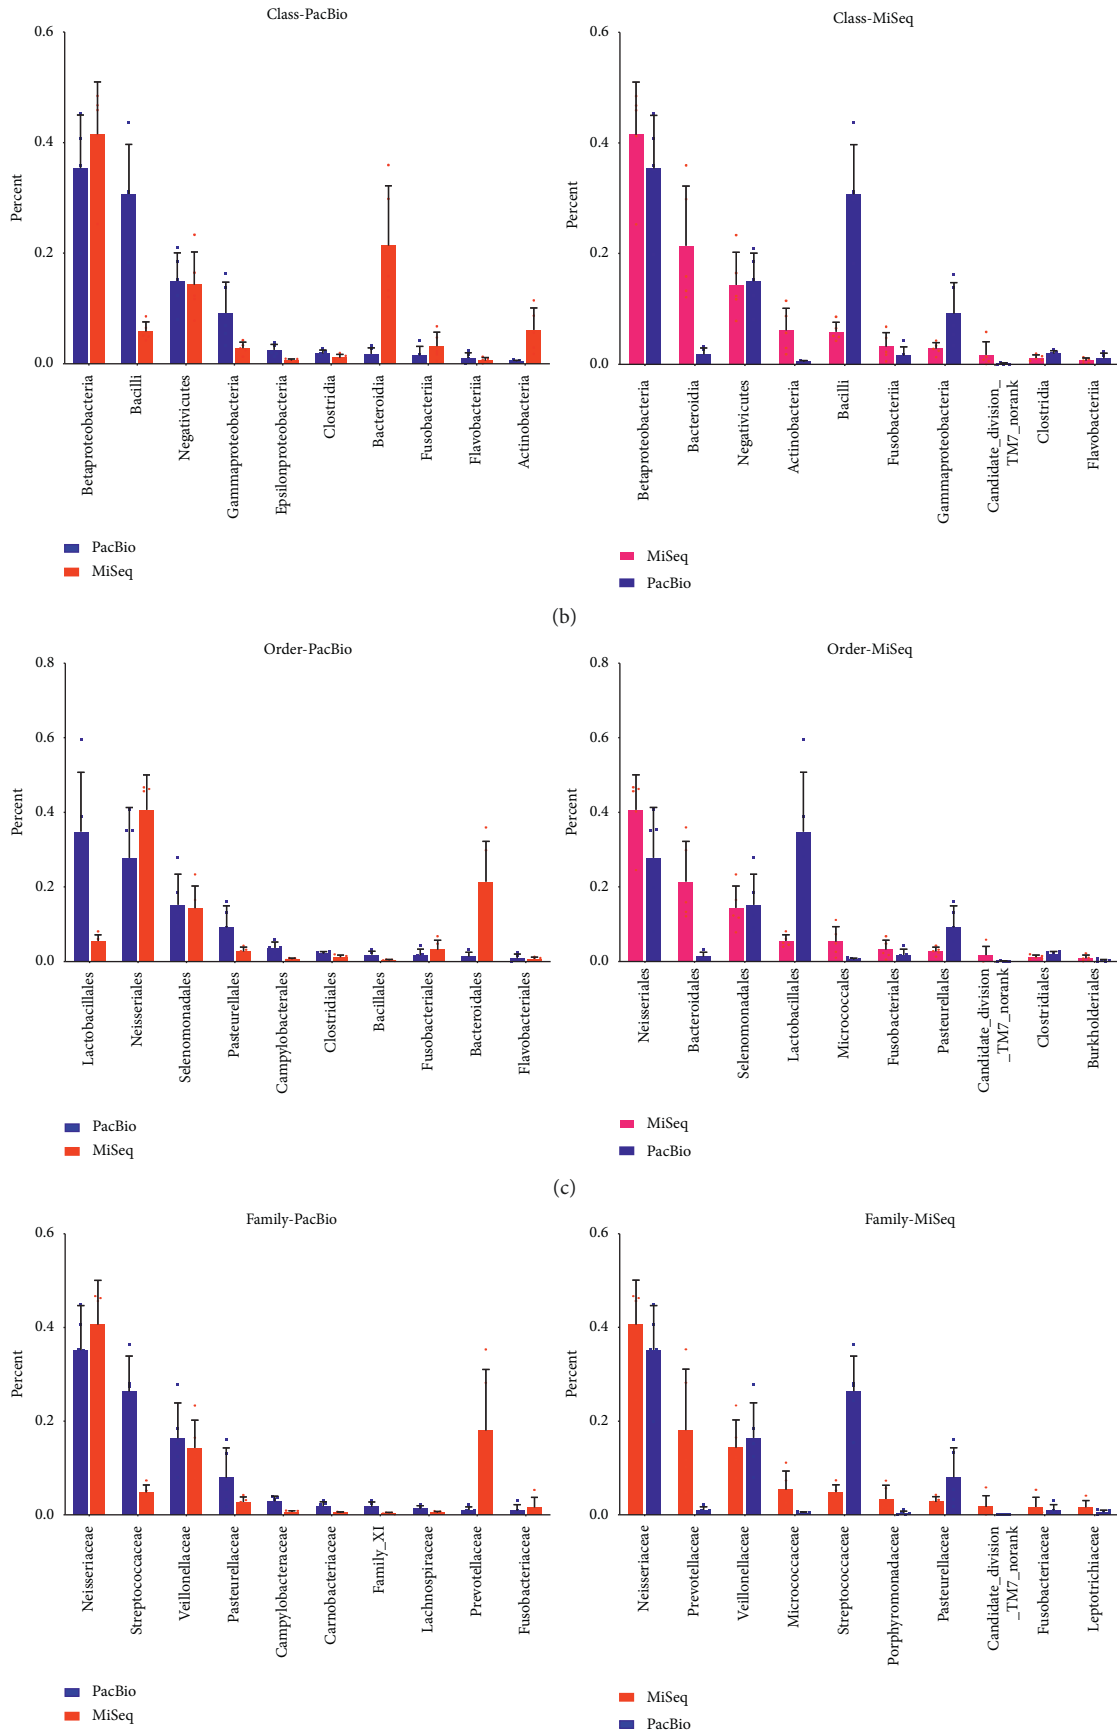 Class-PacBio
0.6
0.4
0.2
0.0
Percent
Betaproteobacteria
Bacilli
Negativicutes
Gammaproteobacteria
Epsilonproteobacteria
Clostridia
Bacteroidia
Fusobacteriia
Flavobacteriia
Actinobacteria
PacBio
MiSeq
Class-MiSeq
0.6
0.4
0.2
0.0
Percent
Betaproteobacteria
Bacteroidia
Negativicutes
Actinobacteria
Bacilli
Fusobacteriia
Gammaproteobacteria
Candidate_division_
TM7_norank
Clostridia
Flavobacteriia
MiSeq
PacBio
(b)
Order-PacBio
0.8
0.6
0.4
0.2
0.0
Percent
Lactobacillales
Neisseriales
Selenomonadales
Pasteurellales
Campylobacterales
Clostridiales
Bacillales
Fusobacteriales
Bacteroidales
Flavobacteriales
PacBio
MiSeq
Order-MiSeq
0.8
0.6
0.4
0.2
0.0
Percent
Neisseriales
Bacteroidales
Selenomonadales
Lactobacillales
Micrococcales
Fusobacteriales
Pasteurellales
Candidate_division
_TM7_norank
Clostridiales
Burkholderiales
MiSeq
PacBio
(c)
Family-PacBio
0.6
0.4
0.2
0.0
Percent
Neisseriaceae
Streptococcaceae
Veillonellaceae
Pasteurellaceae
Campylobacteraceae
Carnobacteriaceae
Family_XI
Lachnospiraceae
Prevotellaceae
Fusobacteriaceae
PacBio
MiSeq
Family-MiSeq
0.6
0.4
0.2
0.0
Percent
Neisseriaceae
Prevotellaceae
Veillonellaceae
Micrococcaceae
Streptococcaceae
Porphyromonadaceae
Pasteurellaceae
Candidate_division
_TM7_norank
Fusobacteriaceae
Leptotrichiaceae
MiSeq
PacBio